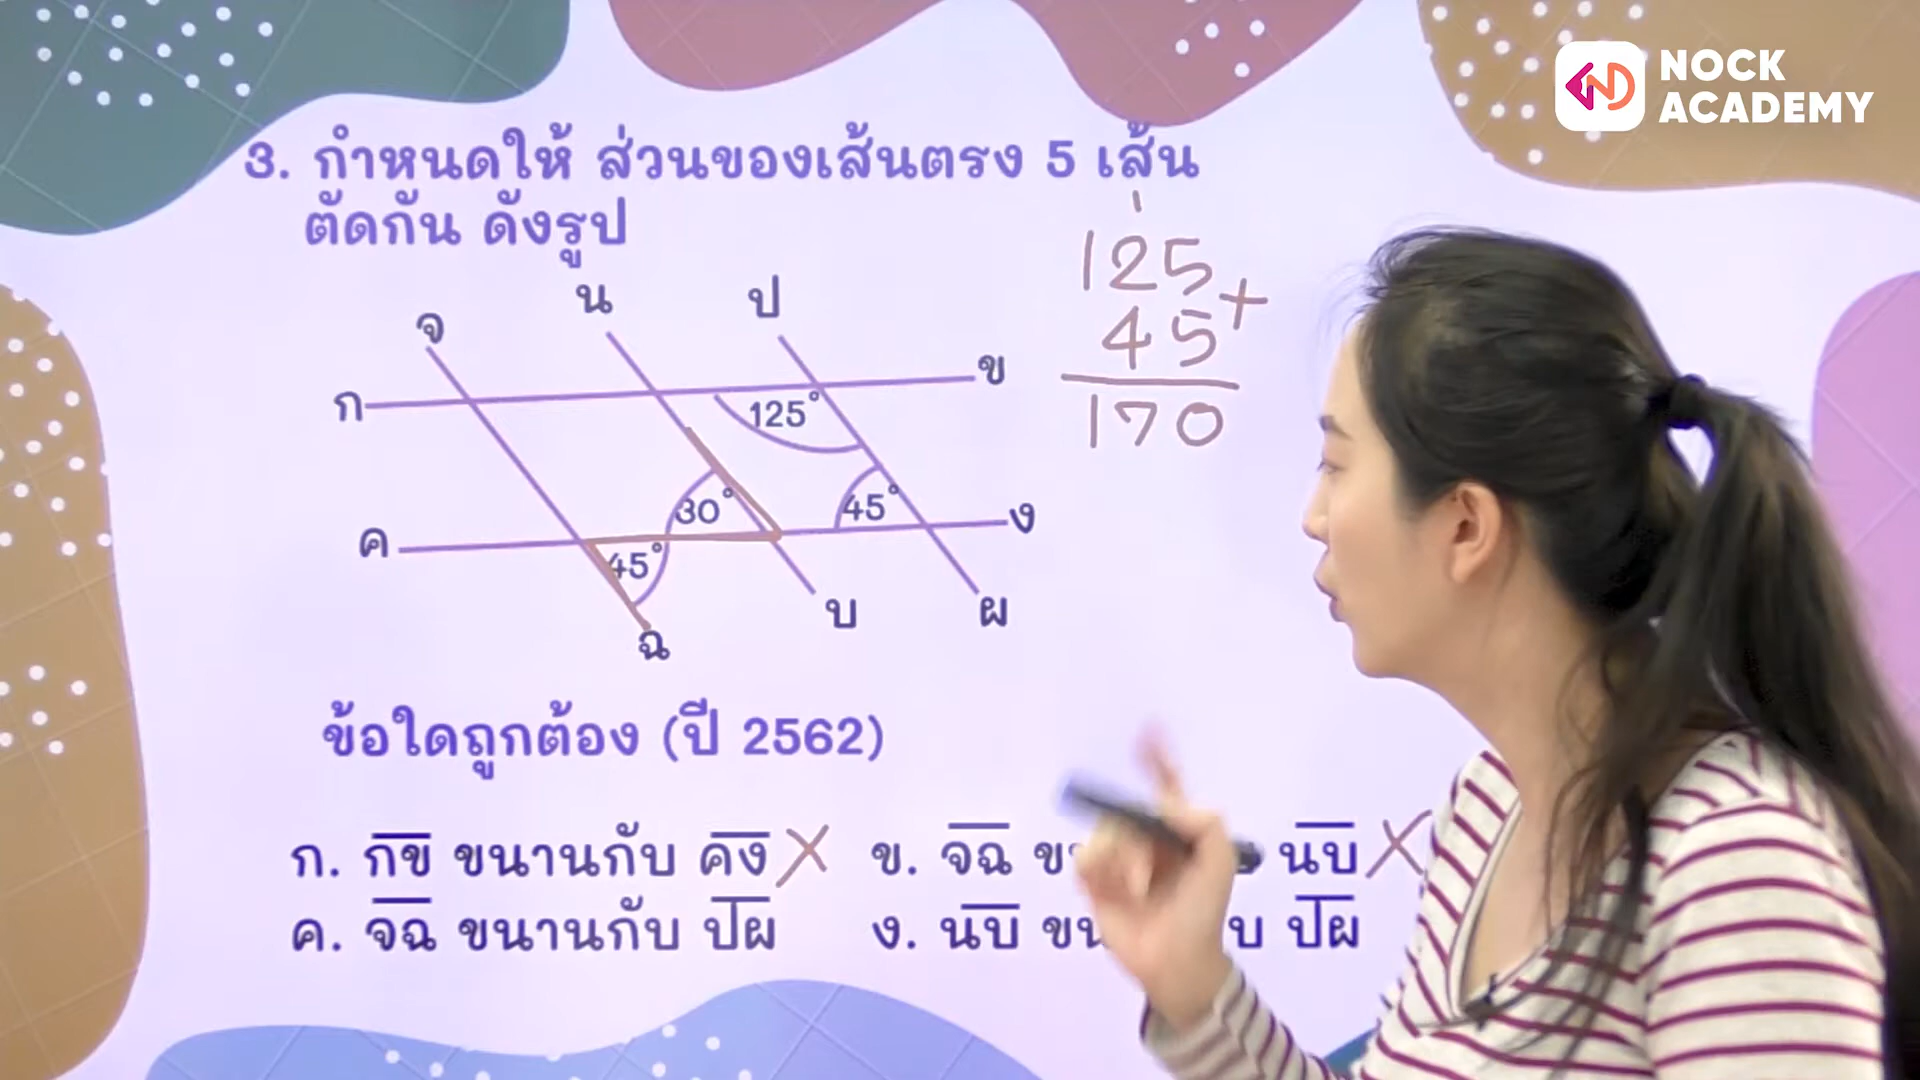 NOCK
ACADEMY
3. กำหนดให้ ส่วนของเส้นตรง 5 เส้น
ตัดกัน ดังรูป
จ
น
ป
ก
ข
125°
30°
45°
ค
ง
45°
ฉ
บ
ผ
1
125
45 +
170
ข้อใดถูกต้อง (ปี 2562)
ก. กข ขนานกับ คง ✗
ข. จฉ นบ ✗
ค. จฉ ขนานกับ ปผ
ง. นบ ปผ